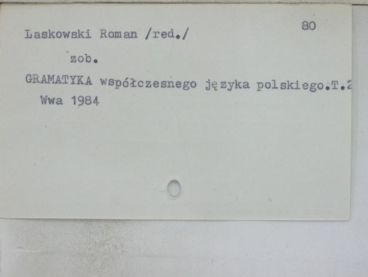 80
Laskowski Roman /red./
zob.
GRAMATYKA współczesnego języka polskiego.T.2
Wwa 1984